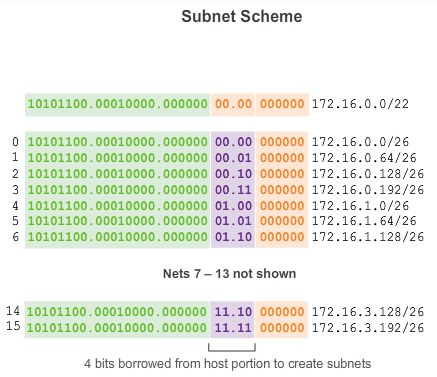 Subnet Scheme
10101100.00010000.000000 00.00 000000 172.16.0.0/22
0 10101100.00010000.000000 00.00 000000 172.16.0.0/26
1 10101100.00010000.000000 00.01 000000 172.16.0.64/26
2 10101100.00010000.000000 00.10 000000 172.16.0.128/26
3 10101100.00010000.000000 00.11 000000 172.16.0.192/26
4 10101100.00010000.000000 01.00 000000 172.16.1.0/26
5 10101100.00010000.000000 01.01 000000 172.16.1.64/26
6 10101100.00010000.000000 01.10 000000 172.16.1.128/26
Nets 7 – 13 not shown
14 10101100.00010000.000000 11.10 000000 172.16.3.128/26
15 10101100.00010000.000000 11.11 000000 172.16.3.192/26
4 bits borrowed from host portion to create subnets